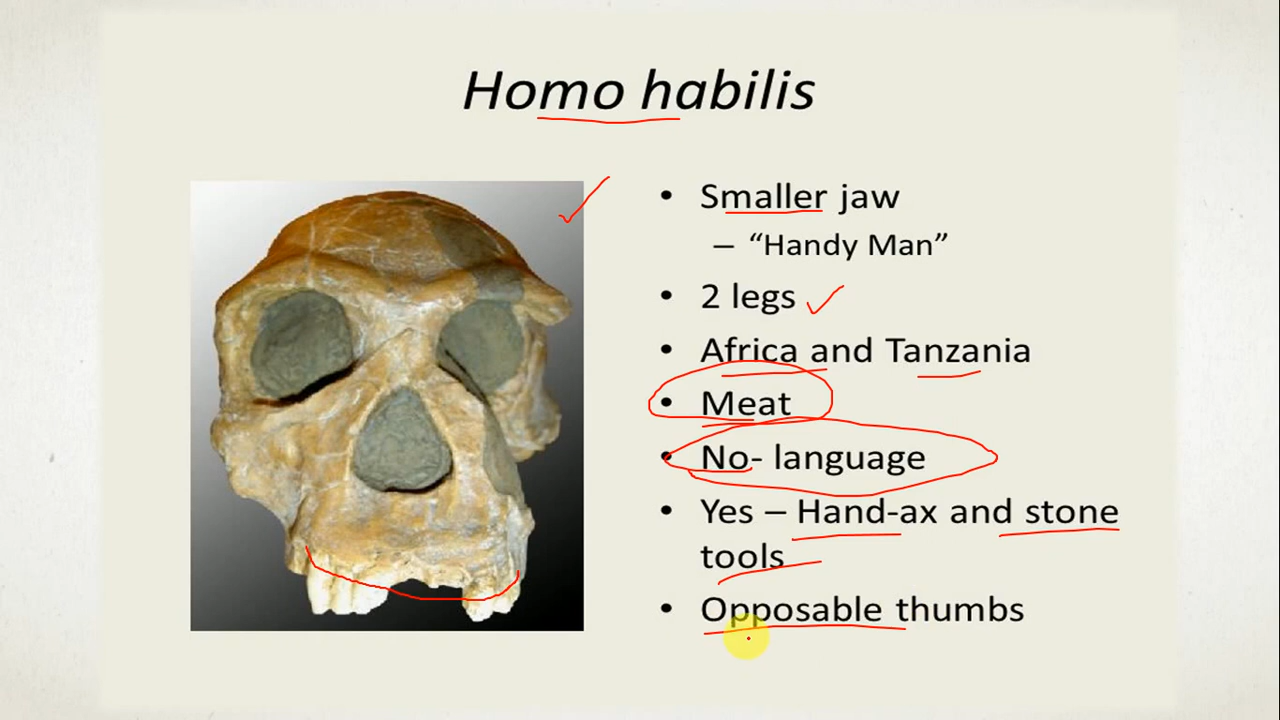 Homo habilis
• Smaller jaw
– “Handy Man”
• 2 legs
• Africa and Tanzania
• Meat
• No- language
• Yes – Hand-ax and stone
tools
• Opposable thumbs